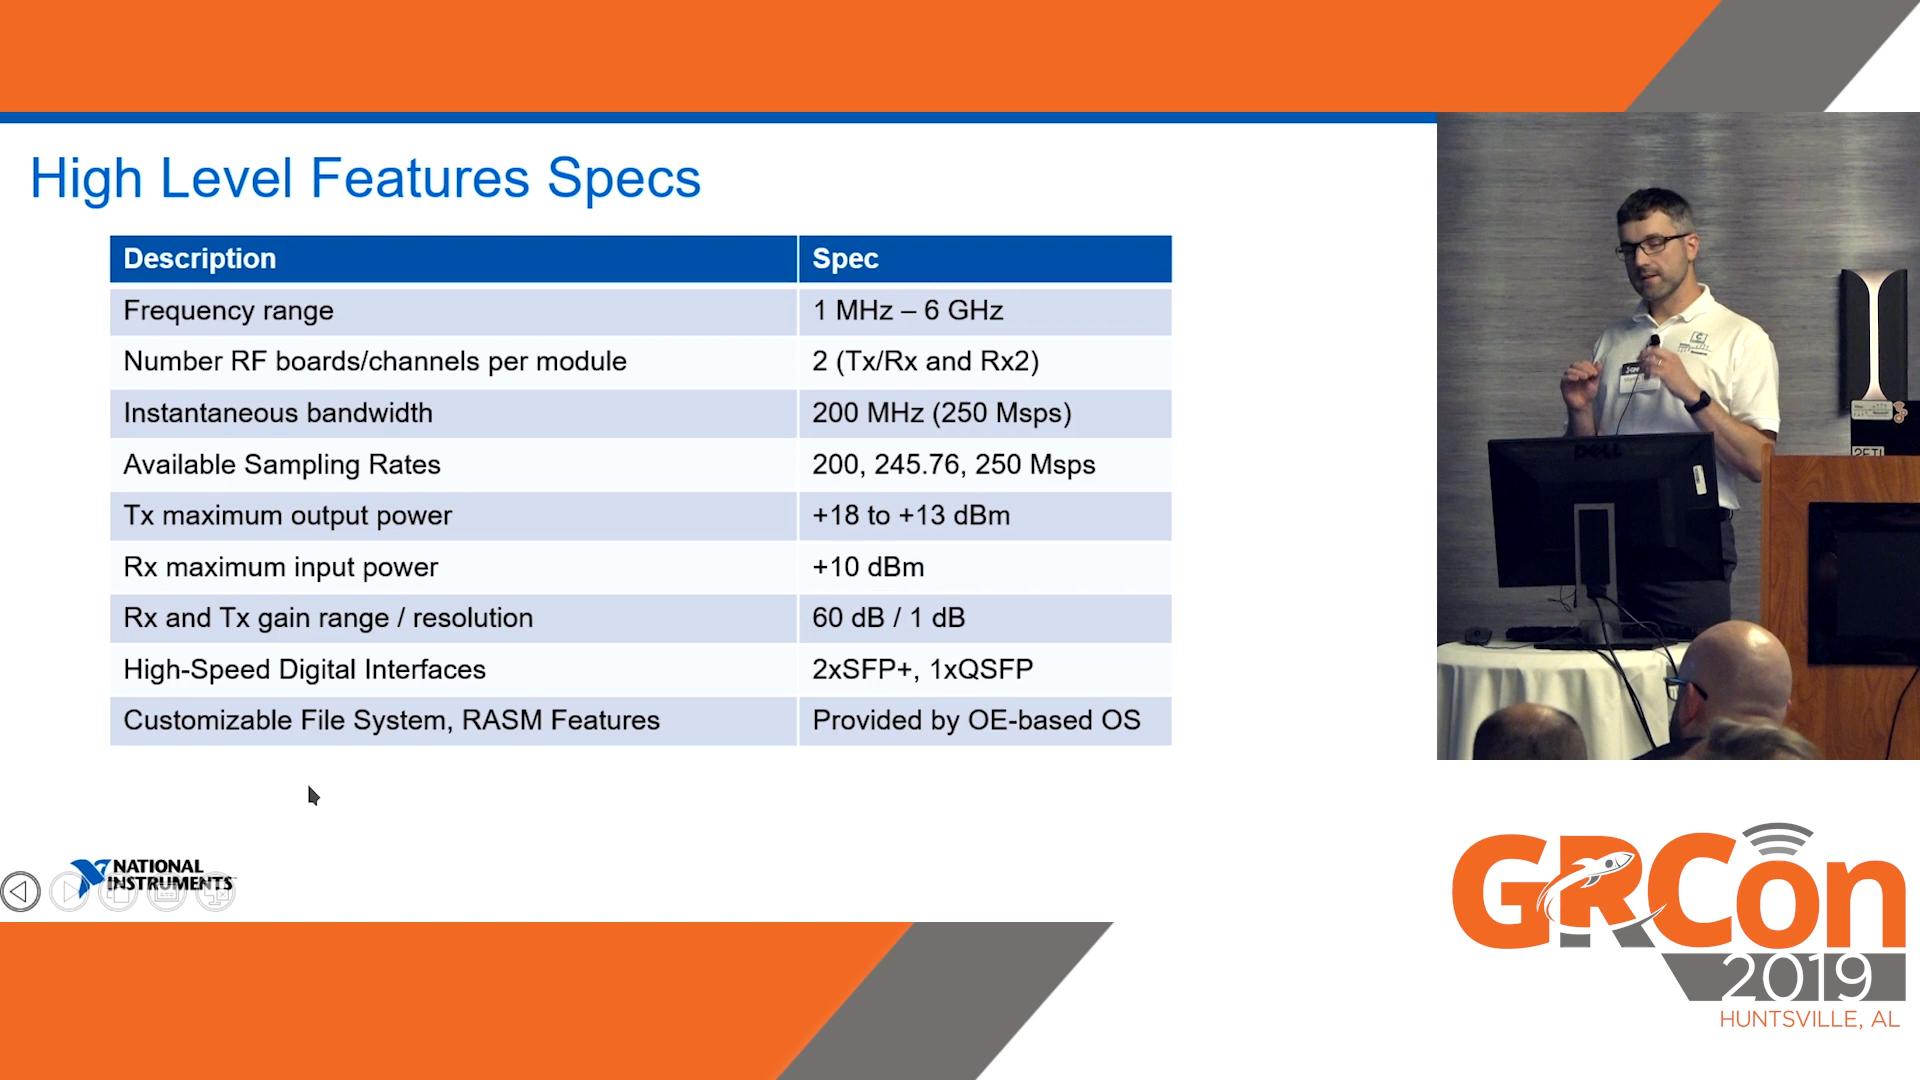 High Level Features Specs
Description Spec
Frequency range 1 MHz – 6 GHz
Number RF boards/channels per module 2 (Tx/Rx and Rx2)
Instantaneous bandwidth 200 MHz (250 Msps)
Available Sampling Rates 200, 245.76, 250 Msps
Tx maximum output power +18 to +13 dBm
Rx maximum input power +10 dBm
Rx and Tx gain range / resolution 60 dB / 1 dB
High-Speed Digital Interfaces 2xSFP+, 1xQSFP
Customizable File System, RASM Features Provided by OE-based OS
NATIONAL
INSTRUMENTS
DELL
GRCon
2019
HUNTSVILLE, AL